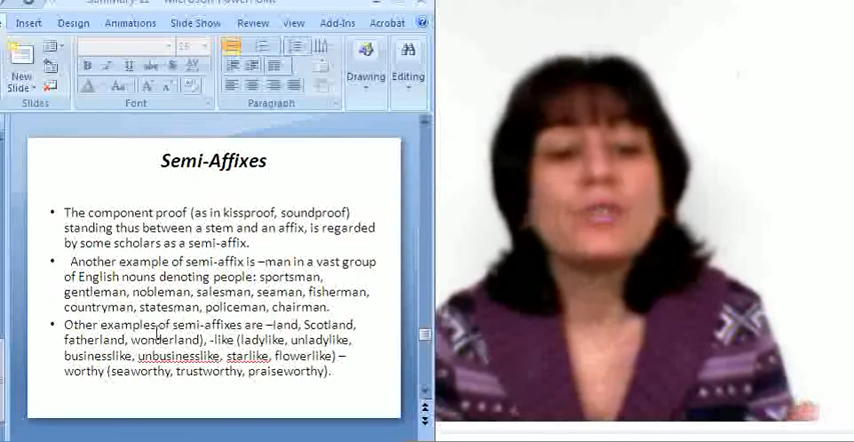 Insert Design Animations Slide Show Review View Add-Ins Acrobat
New
Slide
Drawing Editing
Slides Font Paragraph
Semi-Affixes
• The component proof (as in kissproof, soundproof)
standing thus between a stem and an affix, is regarded
by some scholars as a semi-affix.
• Another example of semi-affix is –man in a vast group
of English nouns denoting people: sportsman,
gentleman, nobleman, salesman, seaman, fisherman,
countryman, statesman, policeman, chairman.
• Other examples of semi-affixes are –land, Scotland,
fatherland, wonderland), -like (ladylike, unladylike,
businesslike, unbusinesslike, starlike, flowerlike) –
worthy (seaworthy, trustworthy, praiseworthy).